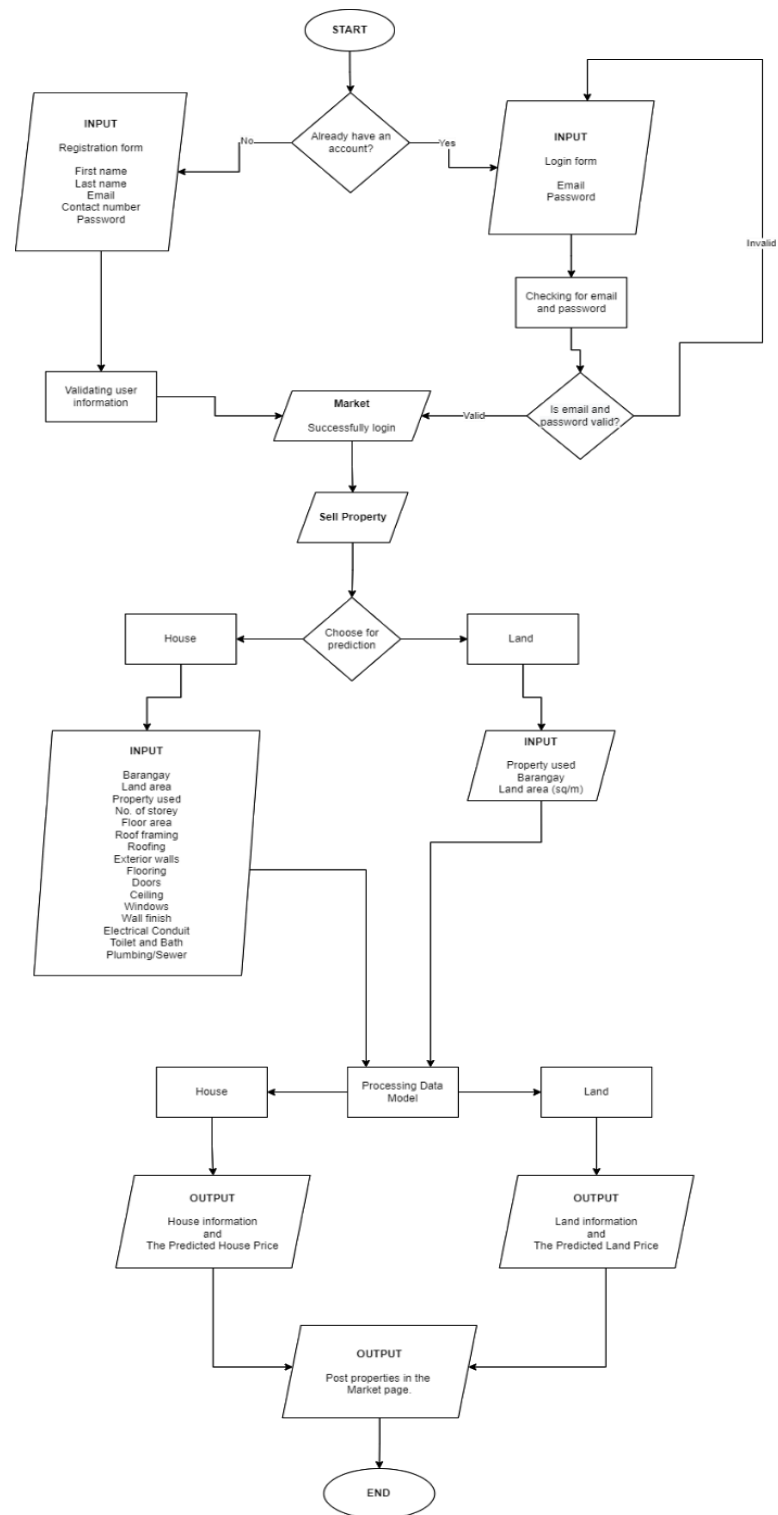 START
Already have an
account?
No
Yes
INPUT
Registration form
First name
Last name
Email
Contact number
Password
INPUT
Login form
Email
Password
Invalid
Checking for email
and password
Validating user
information
Market
Successfully login
Valid
Is email and
password valid?
Sell Property
House
Choose for
prediction
Land
INPUT
Barangay
Land area
Property used
No. of storey
Floor area
Roof framing
Roofing
Exterior walls
Flooring
Doors
Ceiling
Windows
Wall finish
Electrical Conduit
Toilet and Bath
Plumbing/Sewer
INPUT
Property used
Barangay
Land area (sq/m)
House
Processing Data
Model
Land
OUTPUT
House information
and
The Predicted House Price
OUTPUT
Land information
and
The Predicted Land Price
OUTPUT
Post properties in the
Market page.
END